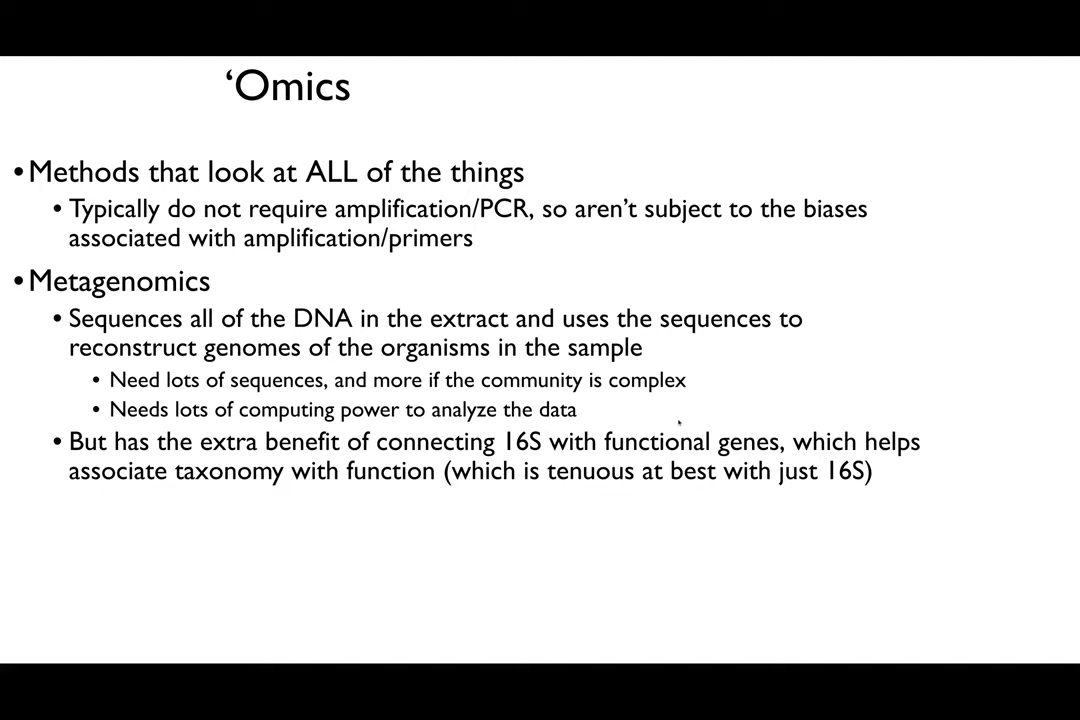 ‘Omics
•Methods that look at ALL of the things
• Typically do not require amplification/PCR, so aren’t subject to the biases
associated with amplification/primers
•Metagenomics
• Sequences all of the DNA in the extract and uses the sequences to
reconstruct genomes of the organisms in the sample
• Need lots of sequences, and more if the community is complex
• Needs lots of computing power to analyze the data
• But has the extra benefit of connecting 16S with functional genes, which helps
associate taxonomy with function (which is tenuous at best with just 16S)